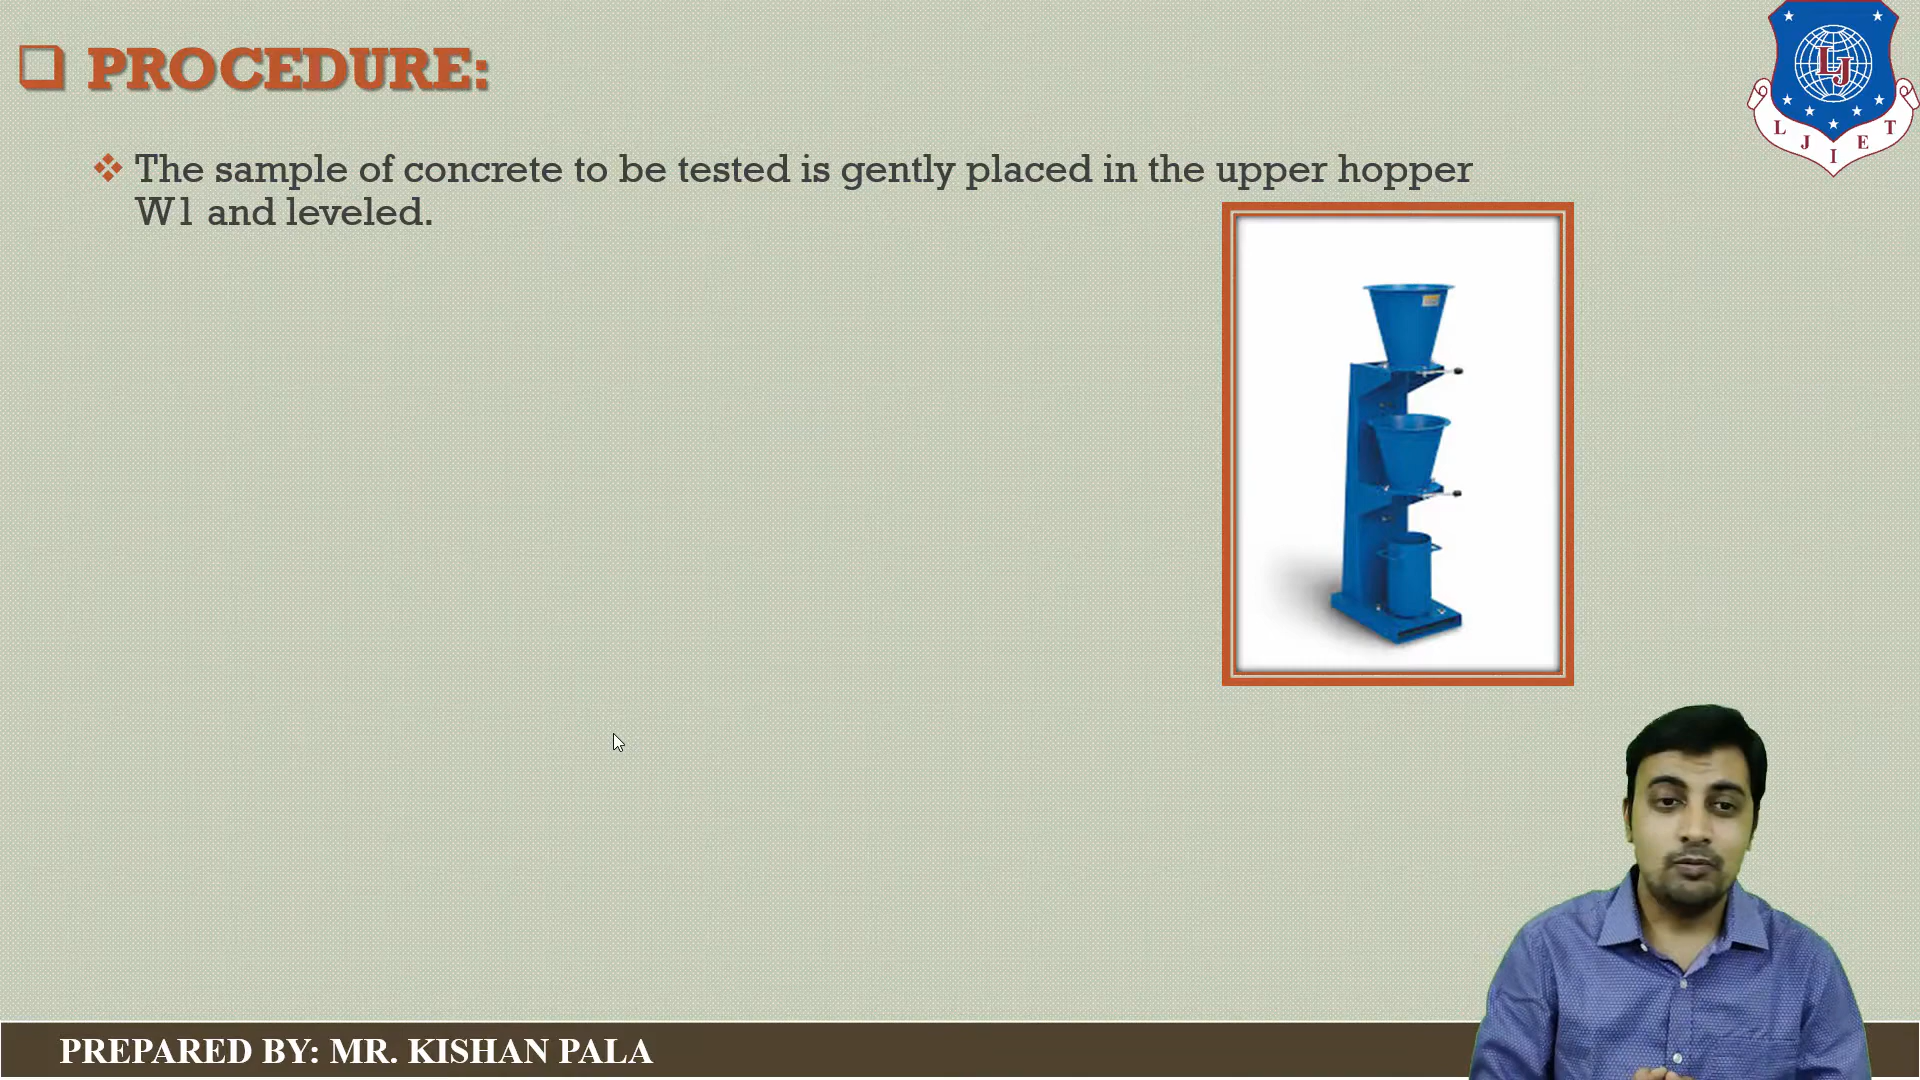 PROCEDURE:
The sample of concrete to be tested is gently placed in the upper hopper
W1 and leveled.
LJ
L J I E T
PREPARED BY: MR. KISHAN PALA